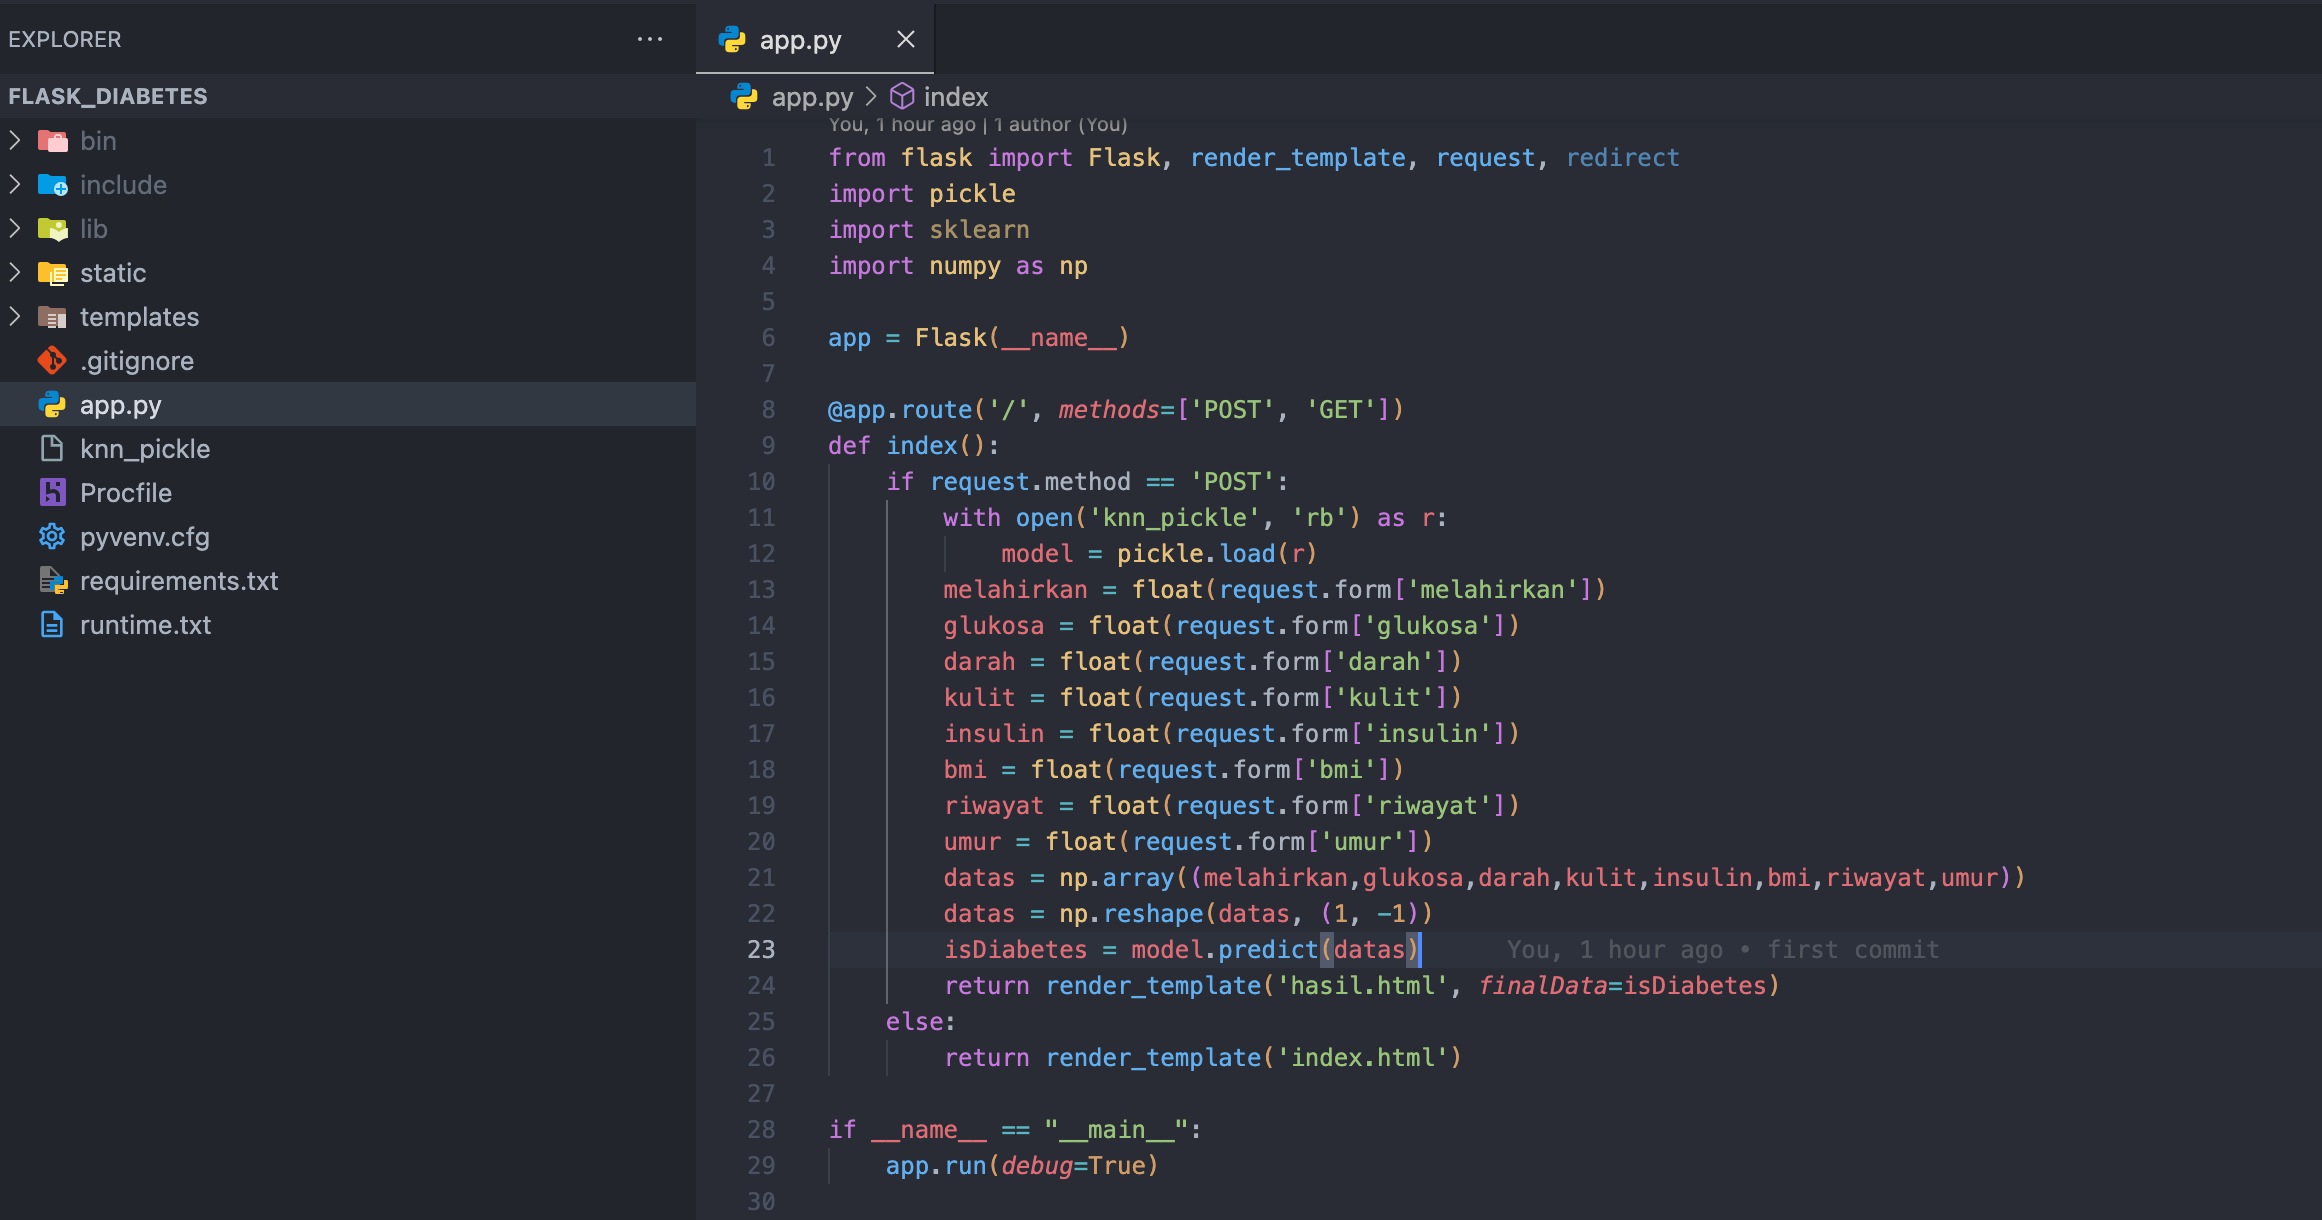 EXPLORER
...
FLASK_DIABETES
bin
include
lib
static
templates
.gitignore
app.py
knn_pickle
Procfile
pyvenv.cfg
requirements.txt
runtime.txt
app.py
app.py > index
You, 1 hour ago | 1 author (You)
1 from flask import Flask, render_template, request, redirect
2 import pickle
3 import sklearn
4 import numpy as np
5
6 app = Flask(__name__)
7
8 @app.route('/', methods=['POST', 'GET'])
9 def index():
10 if request.method == 'POST':
11 with open('knn_pickle', 'rb') as r:
12 model = pickle.load(r)
13 melahirkan = float(request.form['melahirkan'])
14 glukosa = float(request.form['glukosa'])
15 darah = float(request.form['darah'])
16 kulit = float(request.form['kulit'])
17 insulin = float(request.form['insulin'])
18 bmi = float(request.form['bmi'])
19 riwayat = float(request.form['riwayat'])
20 umur = float(request.form['umur'])
21 datas = np.array((melahirkan,glukosa,darah,kulit,insulin,bmi,riwayat,umur))
22 datas = np.reshape(datas, (1, -1))
23 isDiabetes = model.predict(datas) You, 1 hour ago • first commit
24 return render_template('hasil.html', finalData=isDiabetes)
25 else:
26 return render_template('index.html')
27
28 if __name__ == "__main__":
29 app.run(debug=True)
30